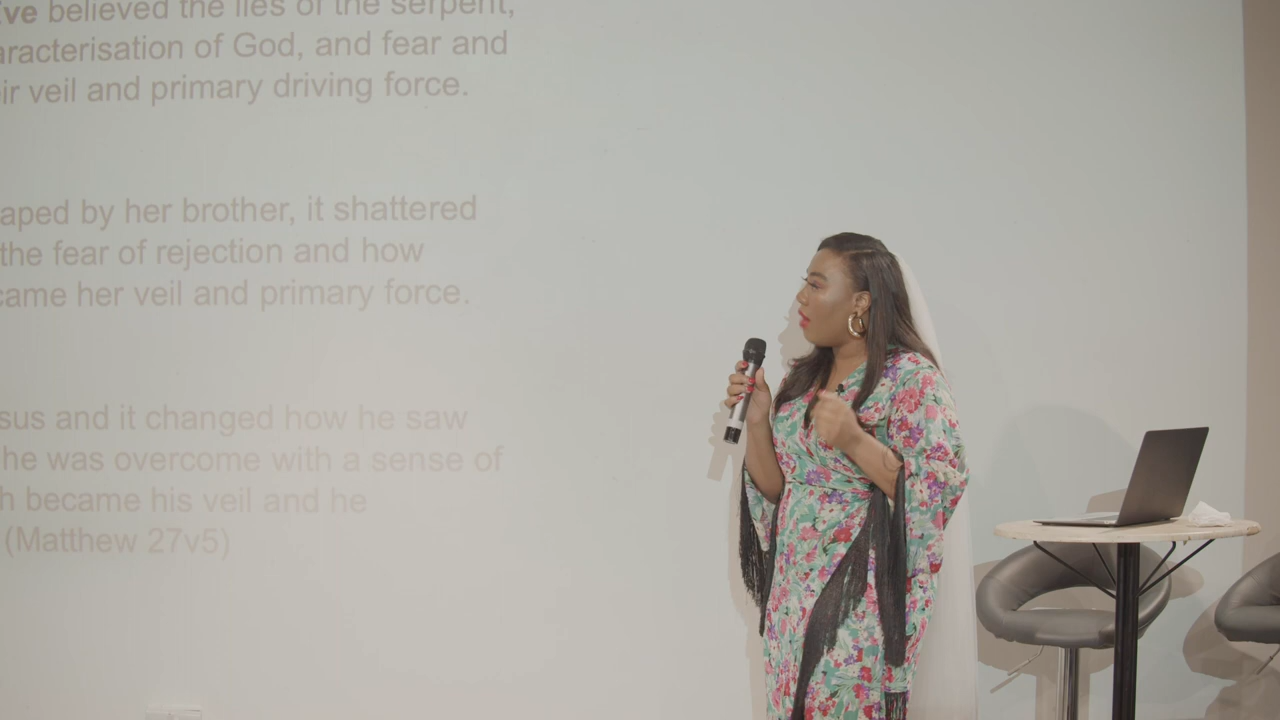 ve believed the lies of the serpent,
aracterisation of God, and fear and
ir veil and primary driving force.
aped by her brother, it shattered
the fear of rejection and how
came her veil and primary force.
sus and it changed how he saw
he was overcome with a sense of
h became his veil and he
(Matthew 27v5)